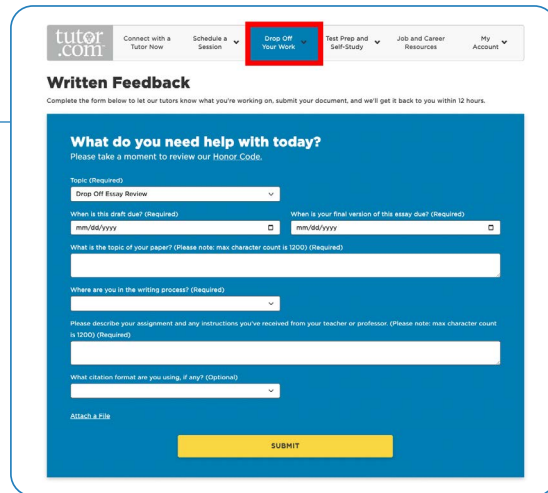 tutor
.com
Connect with a
Tutor Now
Schedule a
Session
Drop Off
Your Work
Test Prep and
Self-Study
Job and Career
Resources
My
Account
Written Feedback
Complete the form below to let our tutors know what you're working on, submit your document, and we'll get it back to you within 12 hours.
What do you need help with today?
Please take a moment to review our Honor Code.
Topic (Required)
Drop Off Essay Review
When is this draft due? (Required)
When is your final version of this essay due? (Required)
mm/dd/yyyy
mm/dd/yyyy
What is the topic of your paper? (Please note: max character count is 1200) (Required)
Where are you in the writing process? (Required)
Please describe your assignment and any instructions you've received from your teacher or professor. (Please note: max character count
is 1200) (Required)
What citation format are you using, if any? (Optional)
Attach a File
SUBMIT